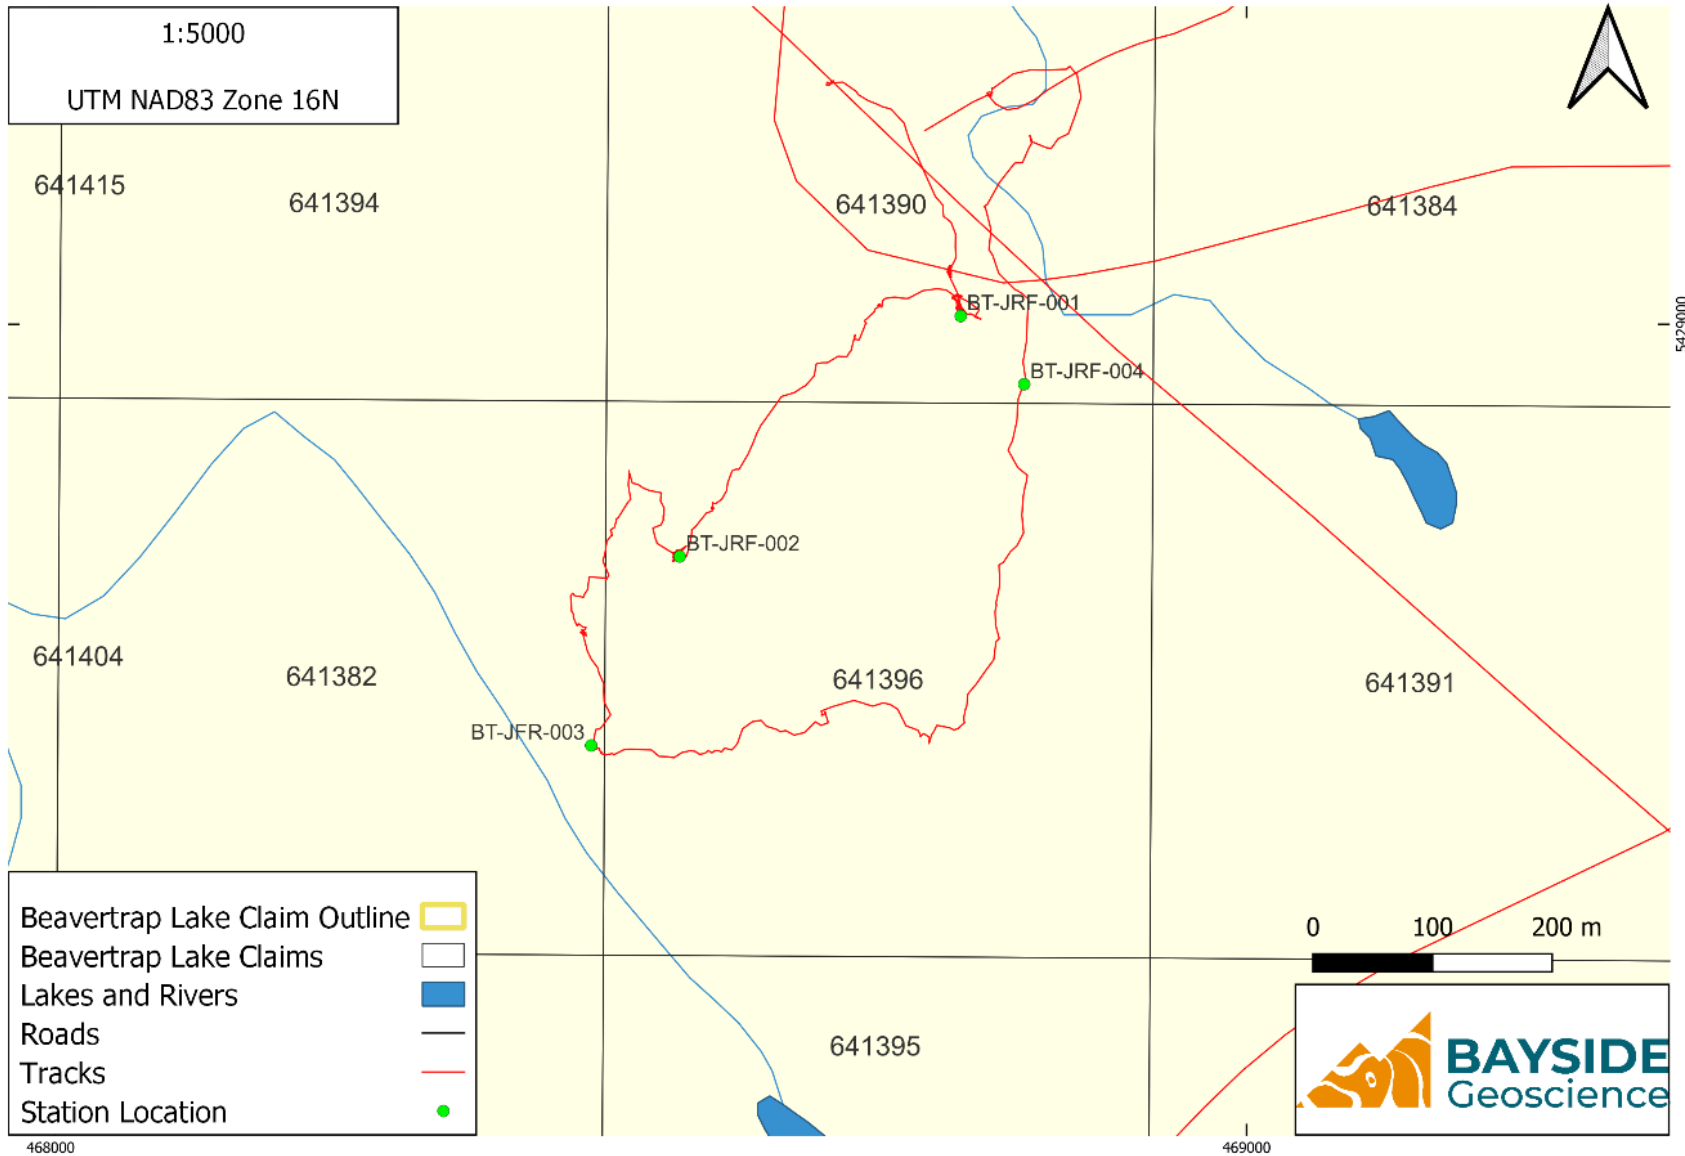 1:5000
UTM NAD83 Zone 16N
641415
641394
641390
641384
BT-JRF-001
5429000
BT-JRF-004
BT-JRF-002
641404
641382
641396
641391
BT-JFR-003
Beavertrap Lake Claim Outline
Beavertrap Lake Claims
Lakes and Rivers
Roads
Tracks
Station Location
0 100 200 m
641395
BAYSIDE
Geoscience
468000
469000